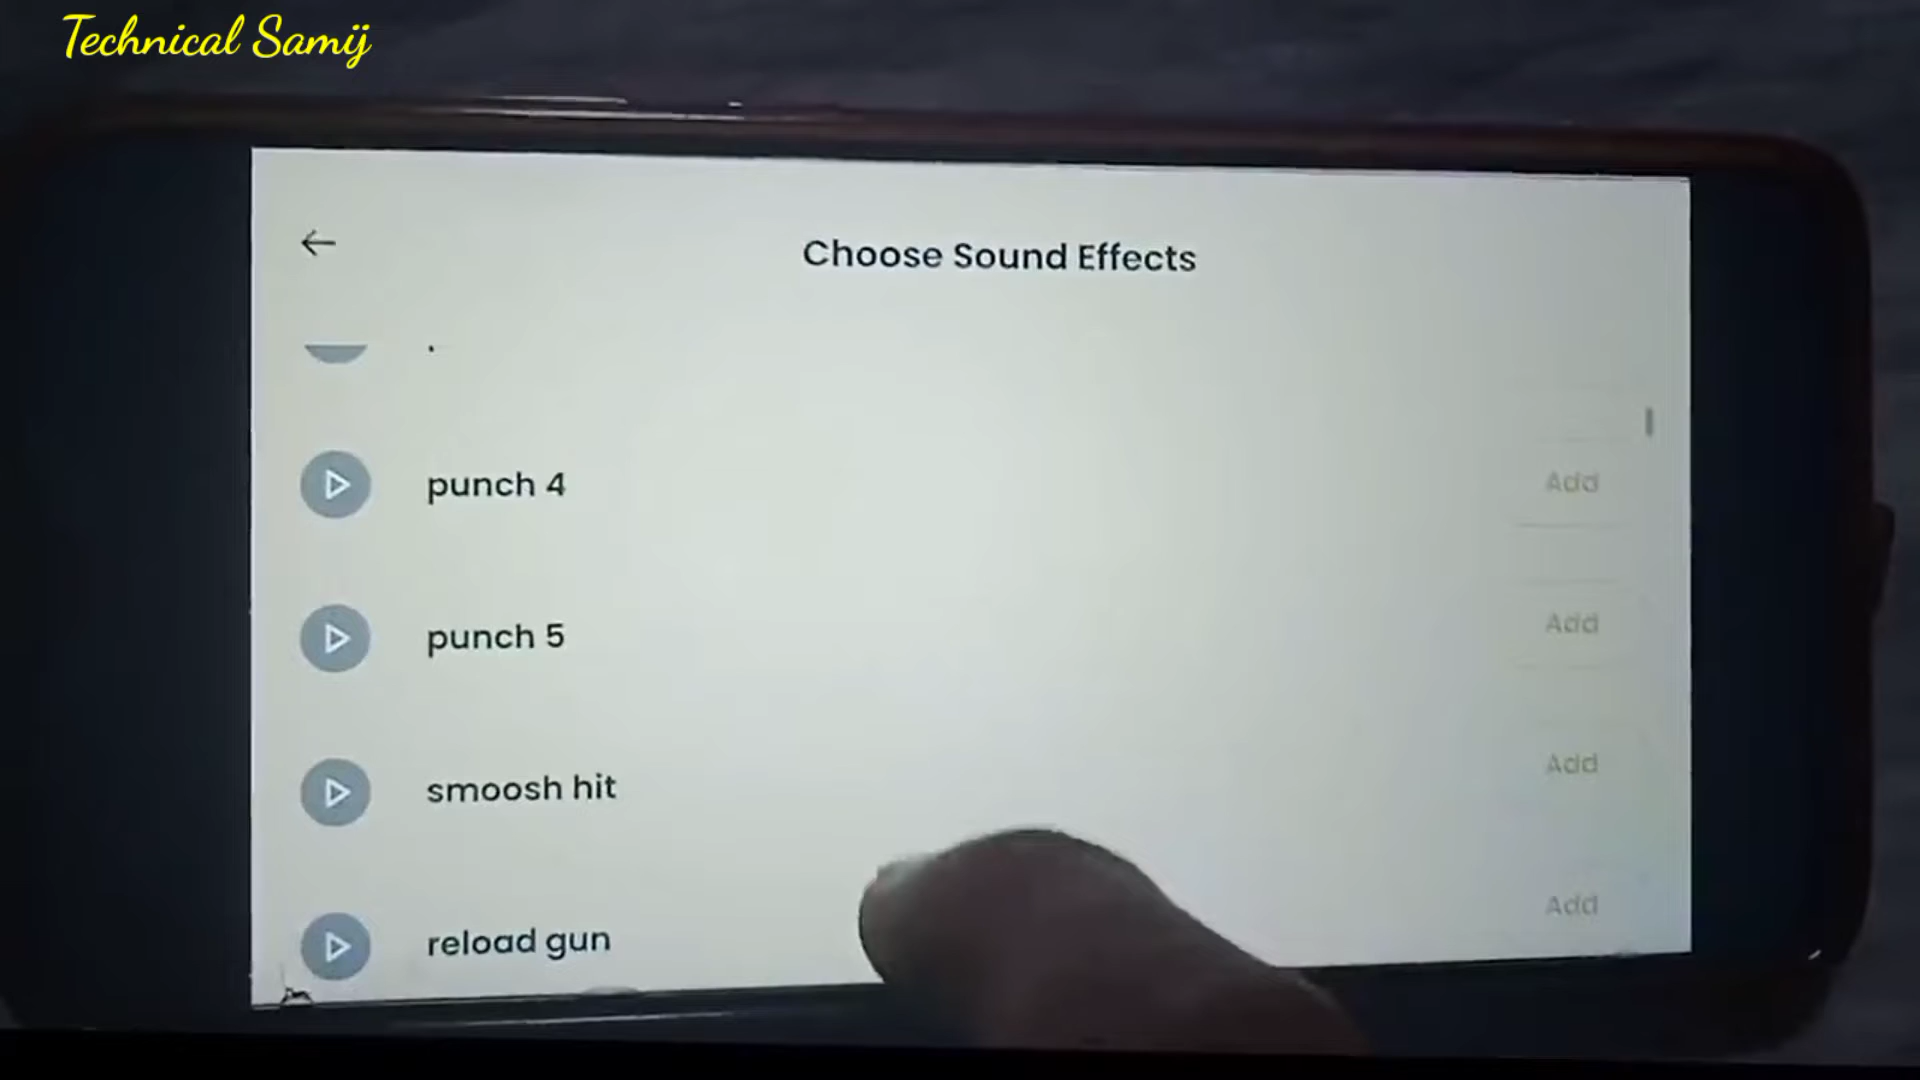 Technical Samij
Choose Sound Effects
punch 4
Add
punch 5
Add
smoosh hit
Add
reload gun
Add